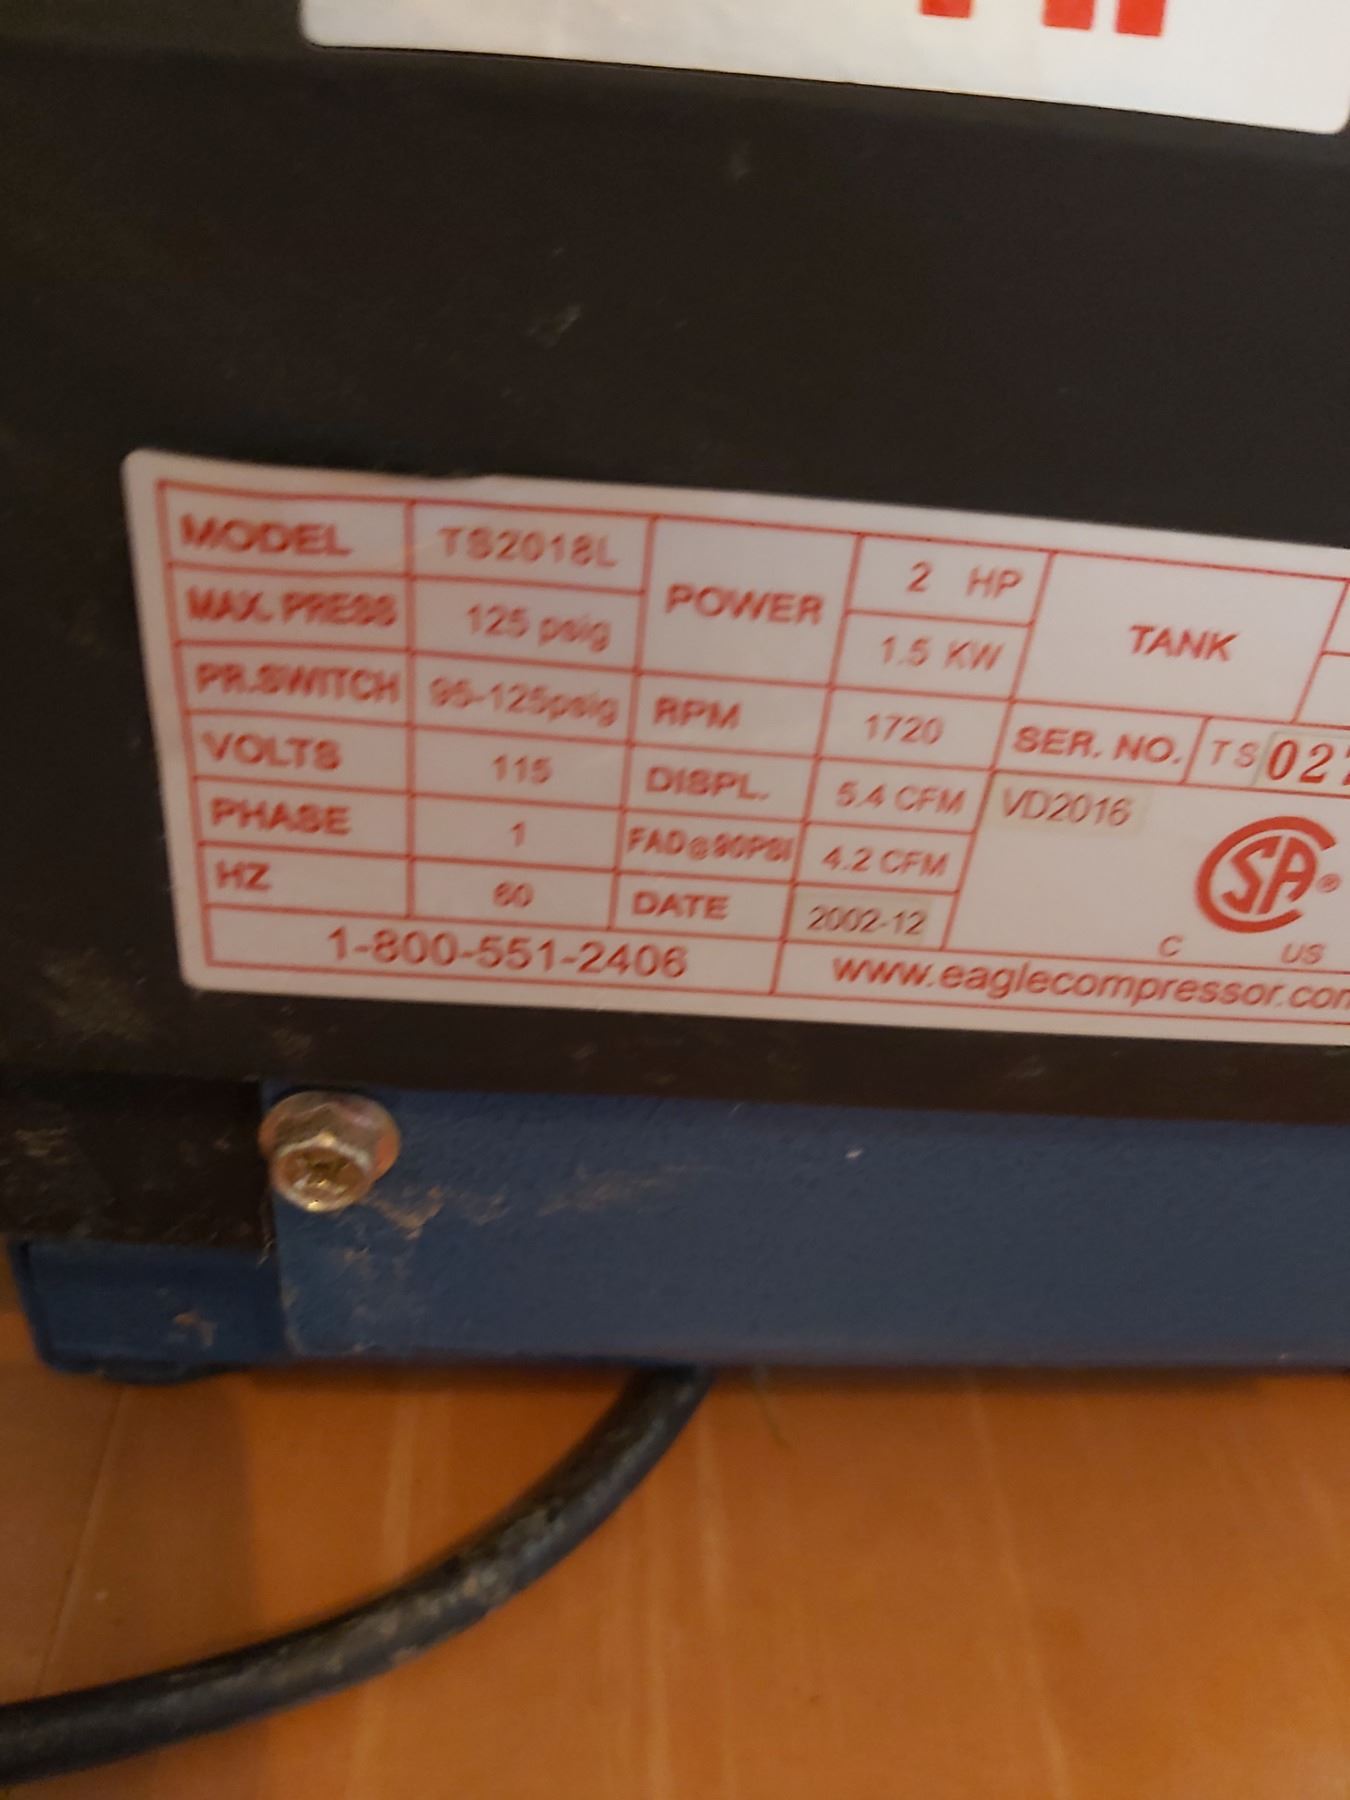 MODEL TS2018L POWER 2 HP TANK
MAX. PRESS 125 psig 1.5 KW
PR.SWITCH 95-125psig RPM 1720 SER. NO. TS 027
VOLTS 115 DISPL. 5.4 CFM VD2016
PHASE 1 FAD@90PSI 4.2 CFM CSA®
HZ 60 DATE 2002-12 C US
1-800-551-2406 www.eaglecompressor.com